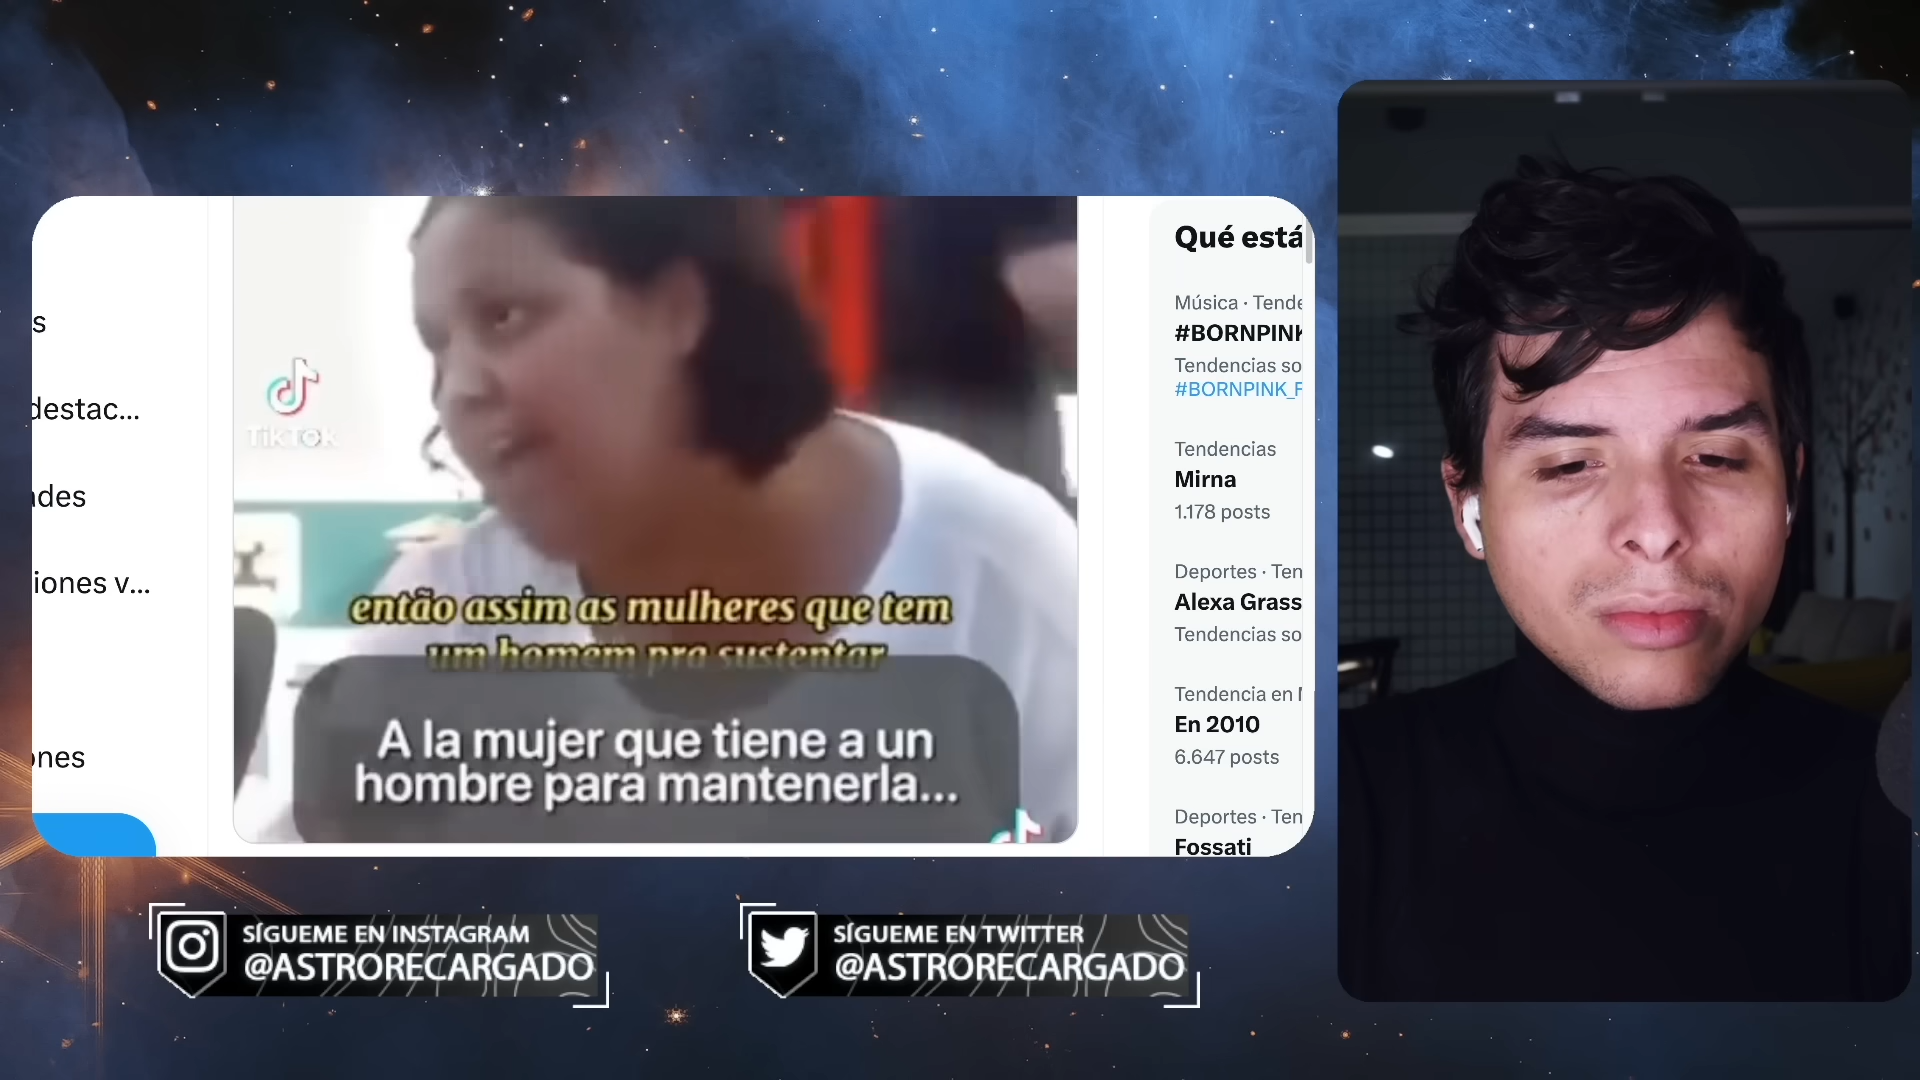 s
destac...
ades
iones v...
ones
TikTok
então assim as mulheres que tem
um homem pra sustentar
A la mujer que tiene a un
hombre para mantenerla...
Qué está
Música · Tende
#BORNPINK
Tendencias so
#BORNPINK_F
Tendencias
Mirna
1.178 posts
Deportes · Ten
Alexa Grass
Tendencias so
Tendencia en
En 2010
6.647 posts
Deportes · Ten
Fossati
SÍGUEME EN INSTAGRAM
@ASTRORECARGADO
SÍGUEME EN TWITTER
@ASTRORECARGADO